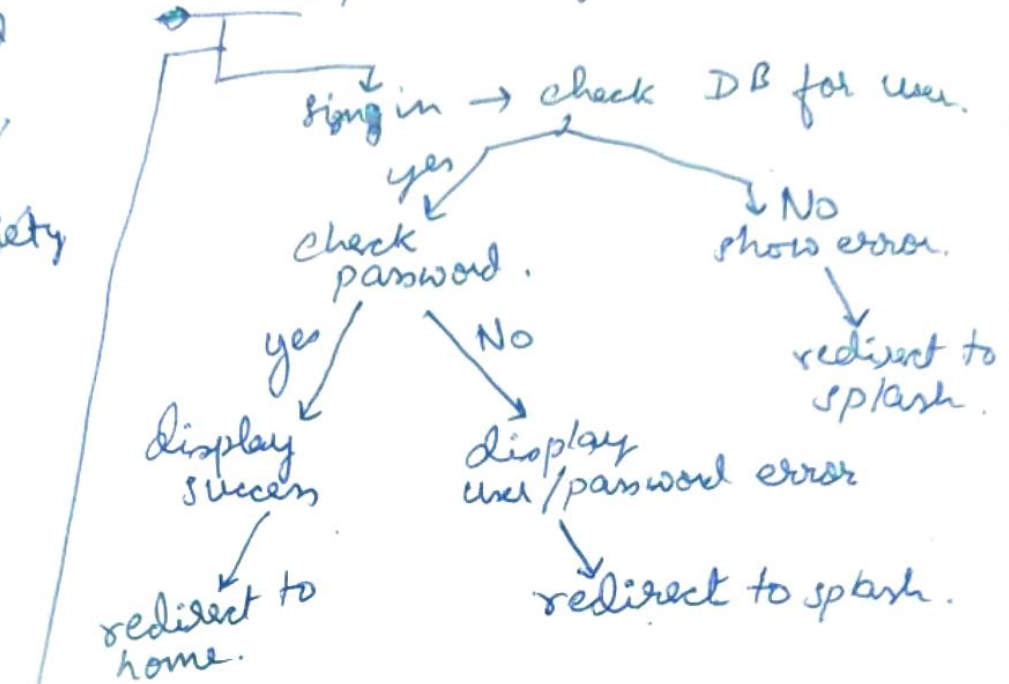 sign in → check DB for user.
yes
No
iety
check
show error.
password.
yes
No
redirect to
splash.
display
success
display
user/password error
redirect to
home.
redirect to splash.